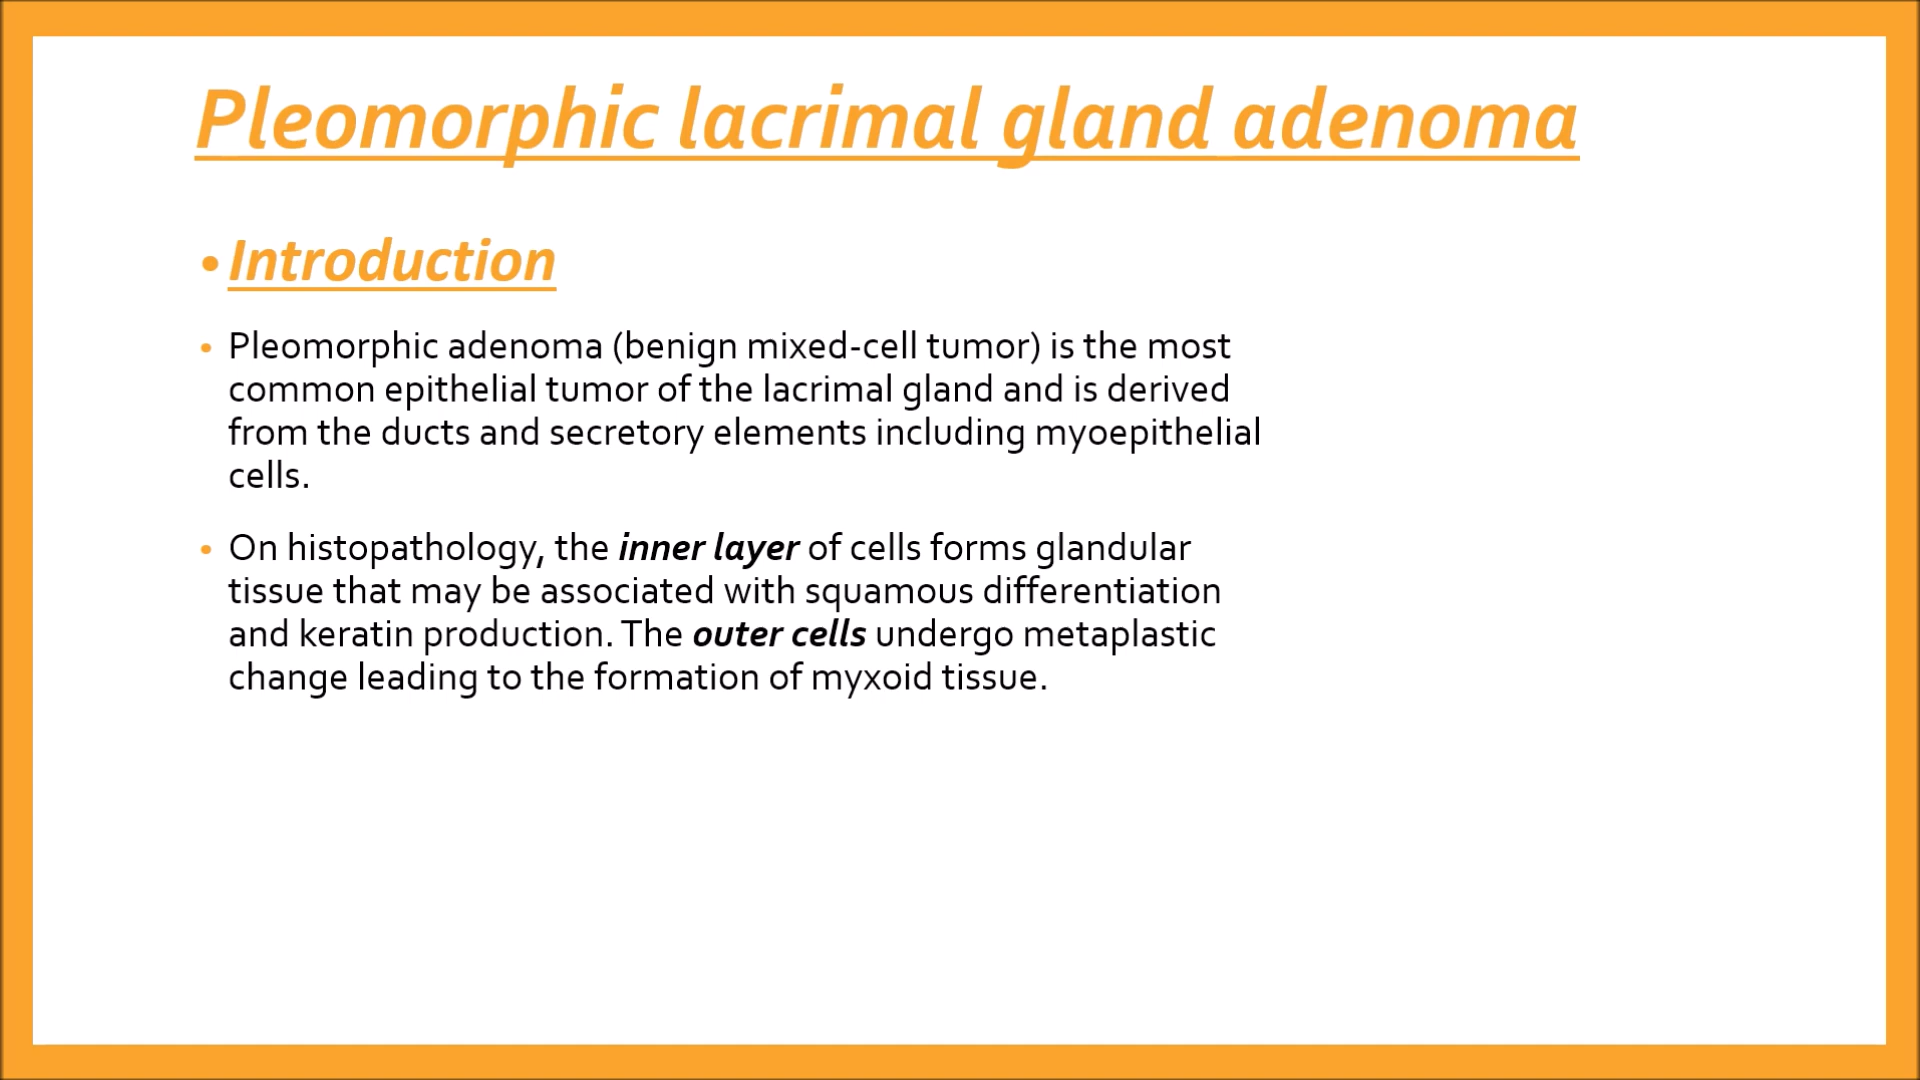 Pleomorphic lacrimal gland adenoma
• Introduction
• Pleomorphic adenoma (benign mixed-cell tumor) is the most
common epithelial tumor of the lacrimal gland and is derived
from the ducts and secretory elements including myoepithelial
cells.
• On histopathology, the inner layer of cells forms glandular
tissue that may be associated with squamous differentiation
and keratin production. The outer cells undergo metaplastic
change leading to the formation of myxoid tissue.